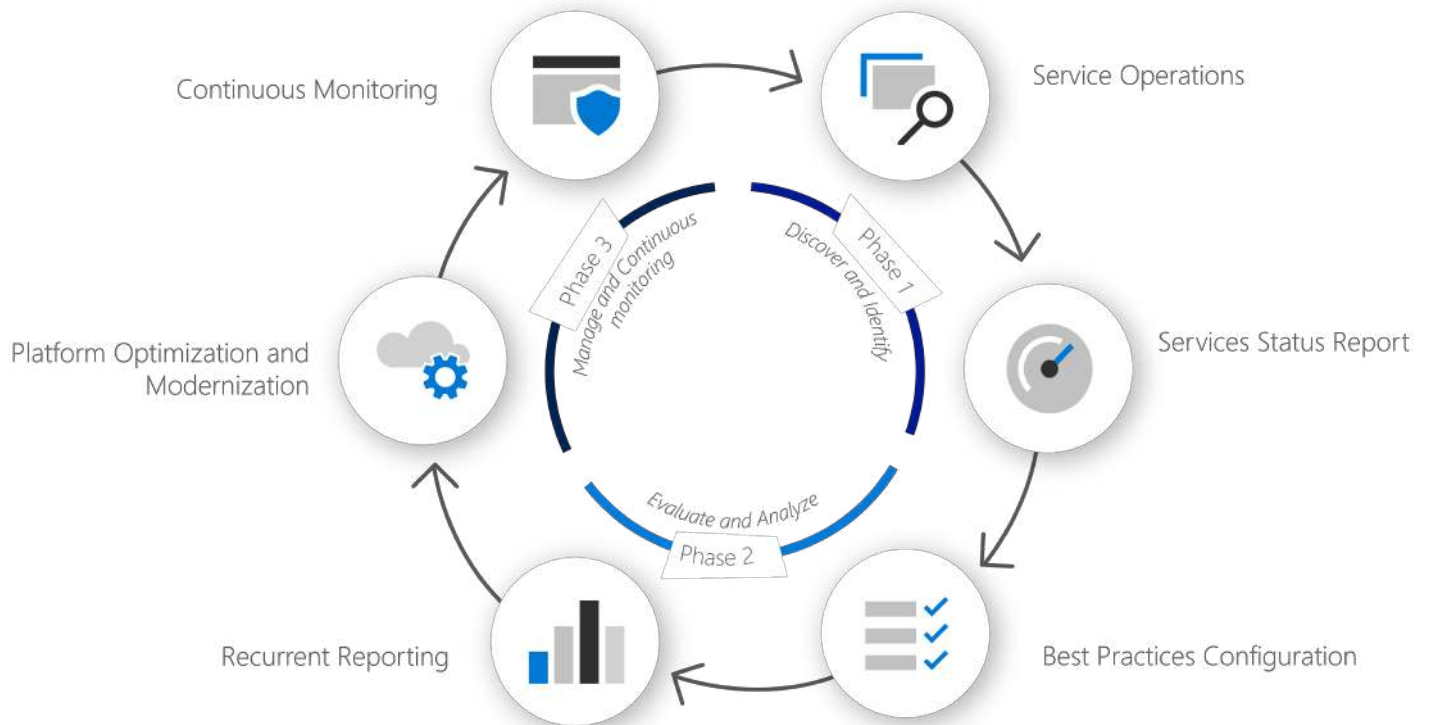 Continuous Monitoring
Service Operations
Phase 3
Manage and Continuous
monitoring
Phase 1
Discover and Identify
Services Status Report
Platform Optimization and
Modernization
Evaluate and Analyze
Phase 2
Recurrent Reporting
Best Practices Configuration